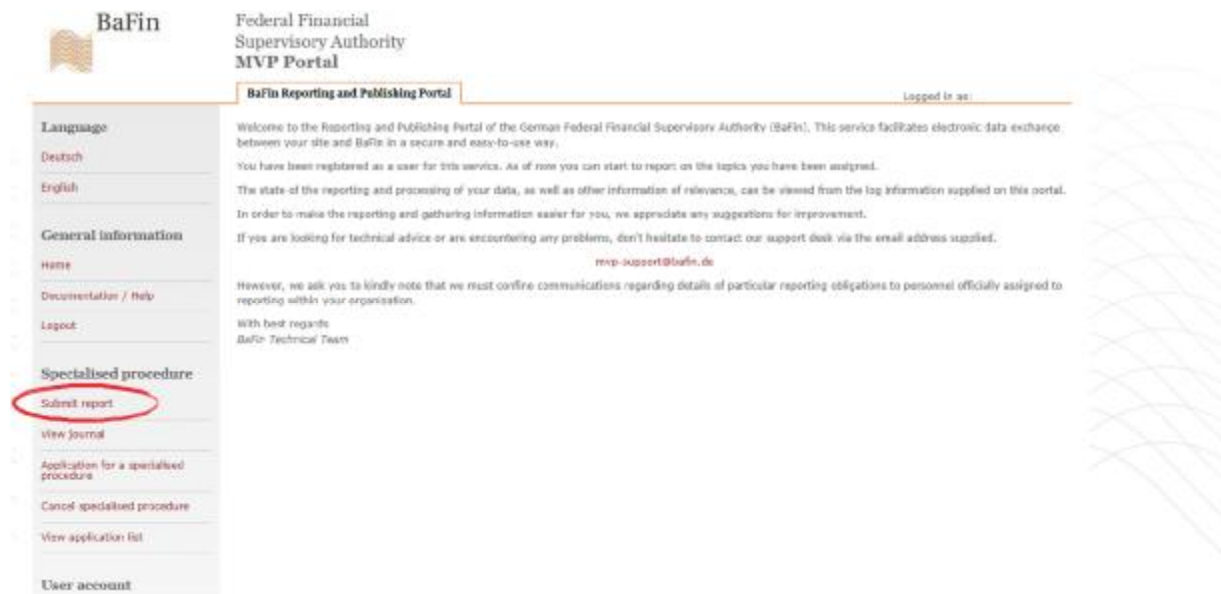 BaFin
Federal Financial
Supervisory Authority
MVP Portal
BaFin Reporting and Publishing Portal
Logged in as:
Language
Deutsch
English
General information
Home
Documentation / Help
Logout
Specialised procedure
Submit report
View journal
Application for a specialised
procedure
Cancel specialised procedure
View application list
User account
Welcome to the Reporting and Publishing Portal of the German Federal Financial Supervisory Authority (BaFin). This service facilitates electronic data exchange
between your site and BaFin in a secure and easy-to-use way.
You have been registered as a user for this service. As of now you can start to report on the topics you have been assigned.
The state of the reporting and processing of your data, as well as other information of relevance, can be viewed from the log information supplied on this portal.
In order to make the reporting and gathering information easier for you, we appreciate any suggestions for improvement.
If you are looking for technical advice or are encountering any problems, don't hesitate to contact our support desk via the email address supplied.
mvp-support@bafin.de
However, we ask you to kindly note that we must confine communications regarding details of particular reporting obligations to personnel officially assigned to
reporting within your organisation.
With best regards
BaFin Technical Team